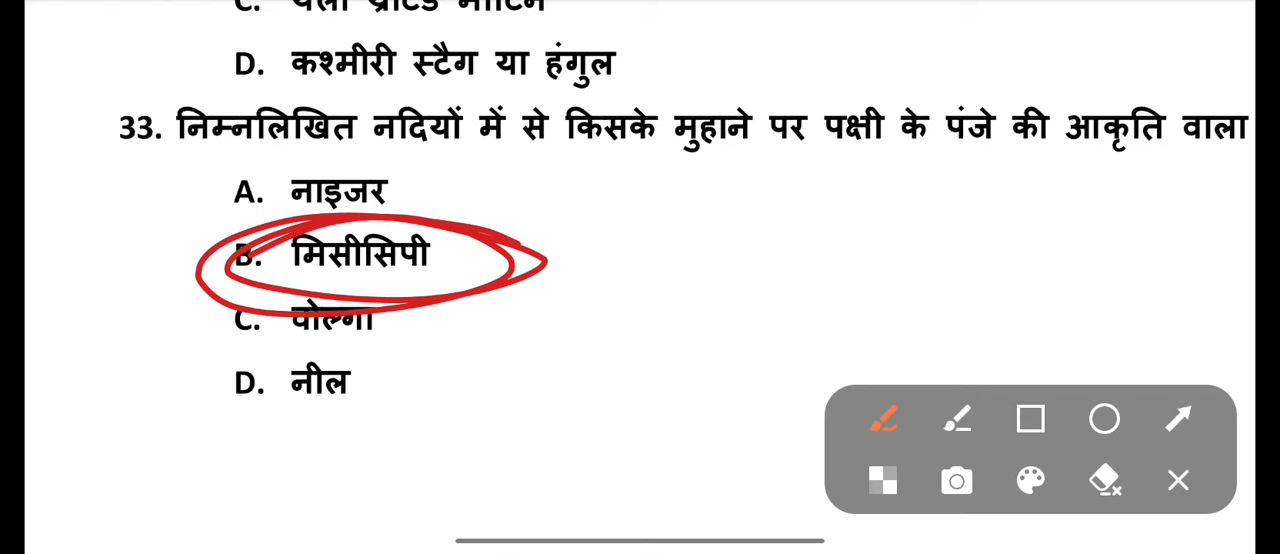 D. कश्मीरी स्टैग या हंगुल
33. निम्नलिखित नदियों में से किसके मुहाने पर पक्षी के पंजे की आकृति वाला
A. नाइजर
B. मिसीसिपी
C. वोल्गा
D. नील